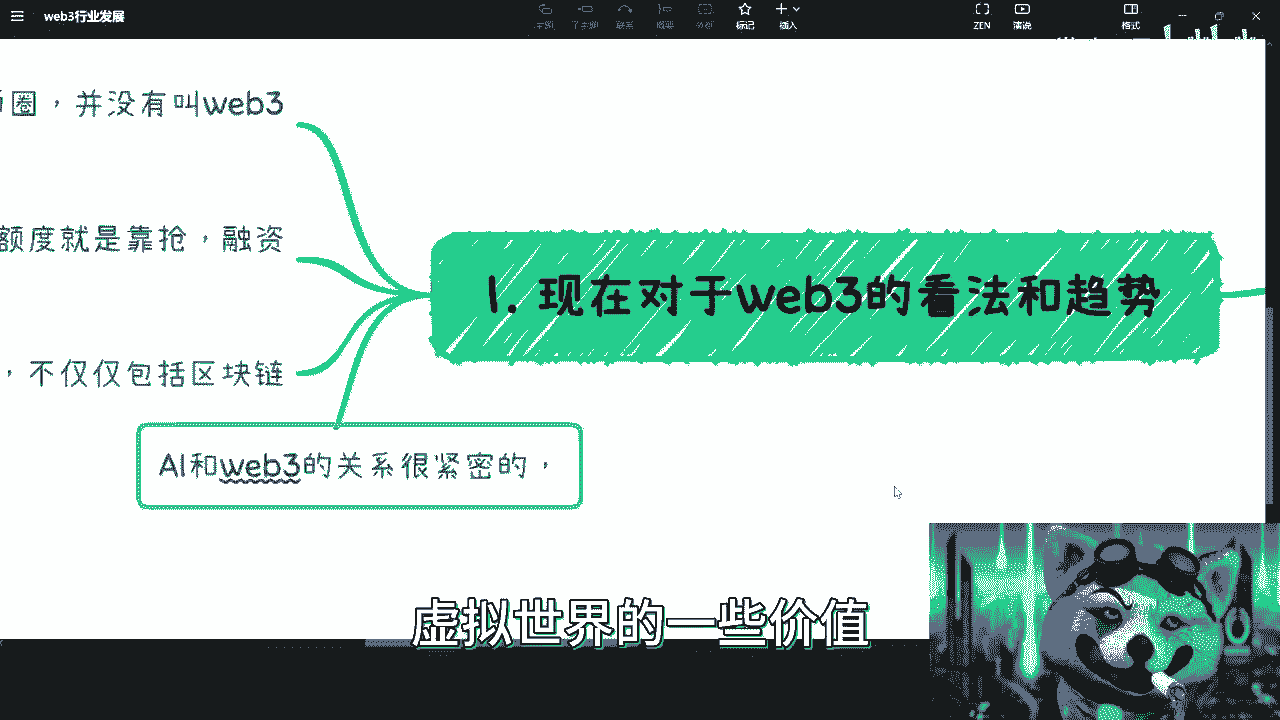 web3行业发展
主题
子主题
联系
概要
外框
标记
插入
ZEN
演说
格式
圈，并没有叫web3
额度就是靠抢，融资
1. 现在对于web3的看法和趋势
，不仅仅包括区块链
AI和web3的关系很紧密的，
虚拟世界的一些价值